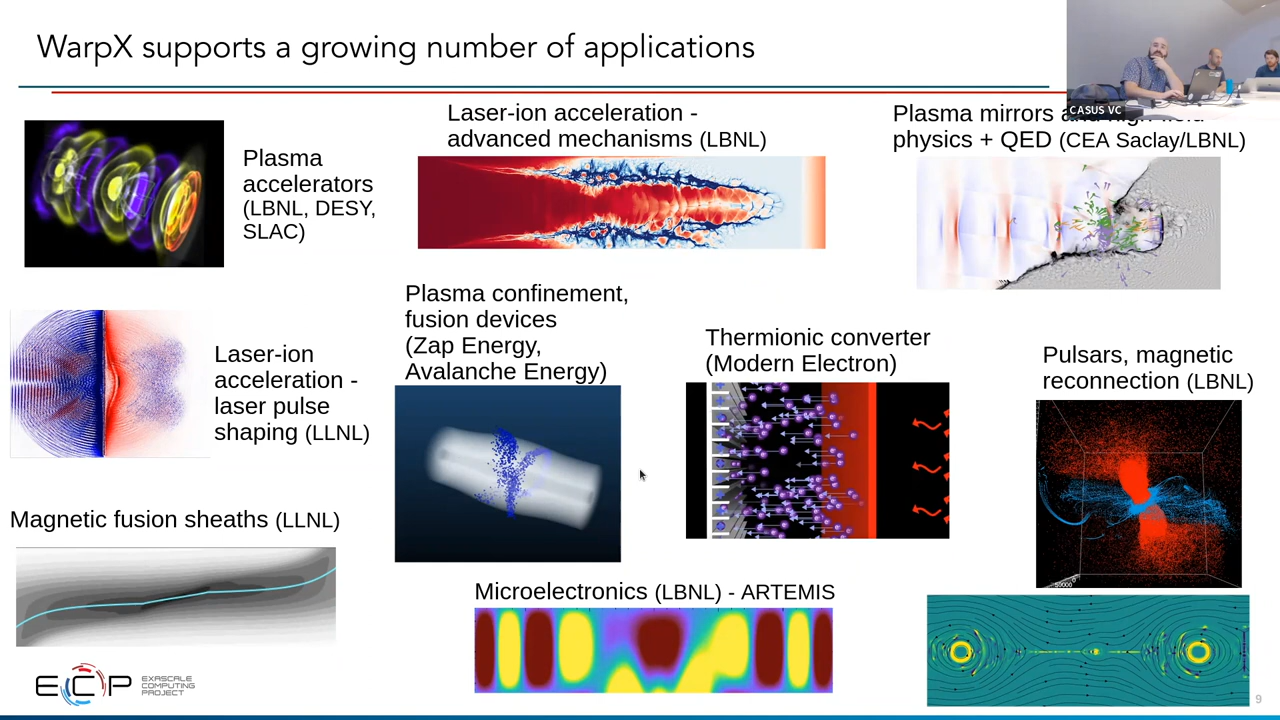 WarpX supports a growing number of applications
CASUS VC
Plasma
accelerators
(LBNL, DESY,
SLAC)
Laser-ion acceleration -
advanced mechanisms (LBNL)
Plasma mirrors
physics + QED (CEA Saclay/LBNL)
Laser-ion
acceleration -
laser pulse
shaping (LLNL)
Plasma confinement,
fusion devices
(Zap Energy,
Avalanche Energy)
Thermionic converter
(Modern Electron)
Pulsars, magnetic
reconnection (LBNL)
Magnetic fusion sheaths (LLNL)
Microelectronics (LBNL) - ARTEMIS
ECP
EXASCALE
COMPUTING
PROJECT
9